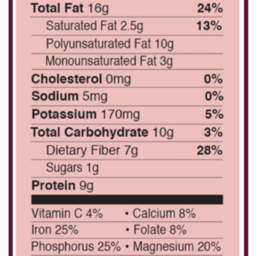 Total Fat 16g 24%
Saturated Fat 2.5g 13%
Polyunsaturated Fat 10g
Monounsaturated Fat 3g
Cholesterol 0mg 0%
Sodium 5mg 0%
Potassium 170mg 5%
Total Carbohydrate 10g 3%
Dietary Fiber 7g 28%
Sugars 1g
Protein 9g
Vitamin C 4% • Calcium 8%
Iron 25% • Folate 8%
Phosphorus 25% • Magnesium 20%